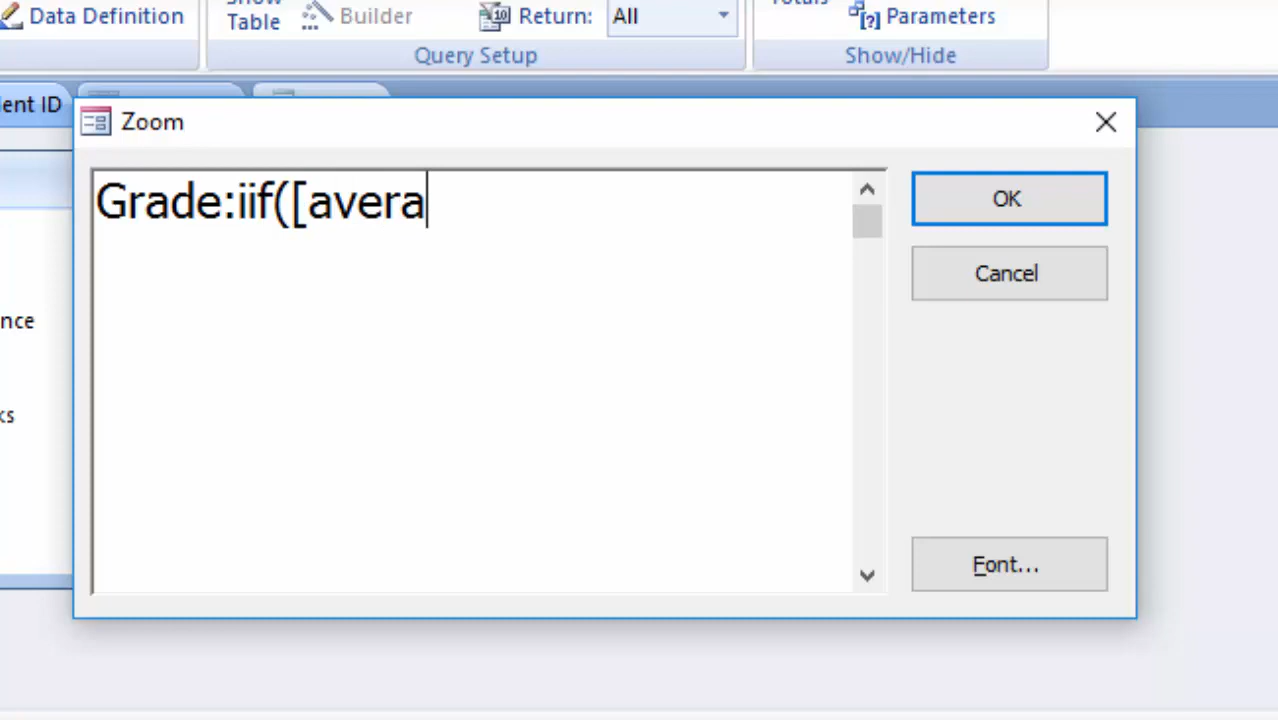 Show
Table
Data Definition
Builder
Return: All
Parameters
Query Setup
Show/Hide
ent ID
Zoom
Grade:iif([avera
OK
Cancel
nce
ks
Font...